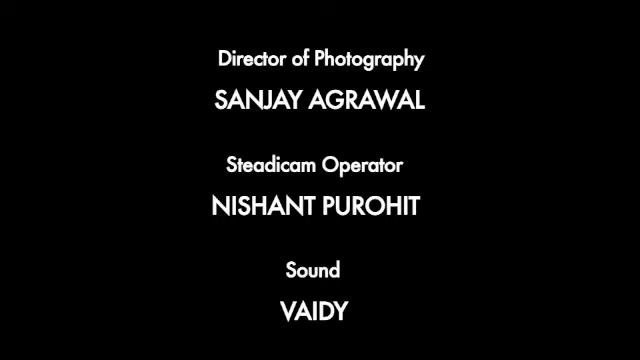 Director of Photography
SANJAY AGRAWAL
Steadicam Operator
NISHANT PUROHIT
Sound
VAIDY